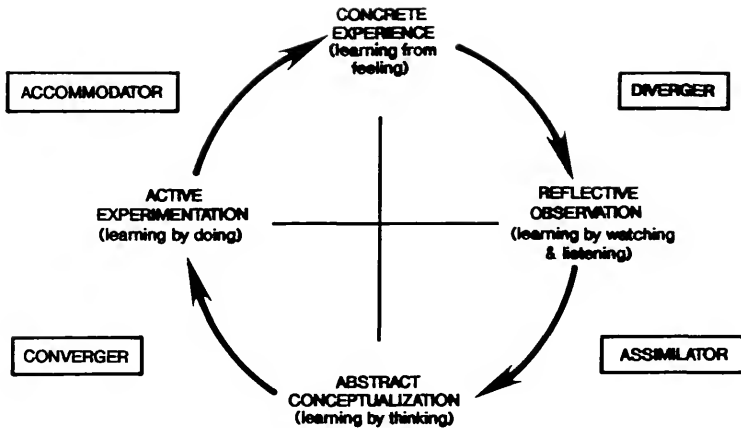 CONCRETE
EXPERIENCE
(learning from
feeling)
ACCOMMODATOR
DIVERGER
ACTIVE
EXPERIMENTATION
(learning by doing)
REFLECTIVE
OBSERVATION
(learning by watching
& listening)
CONVERGER
ASSIMILATOR
ABSTRACT
CONCEPTUALIZATION
(learning by thinking)